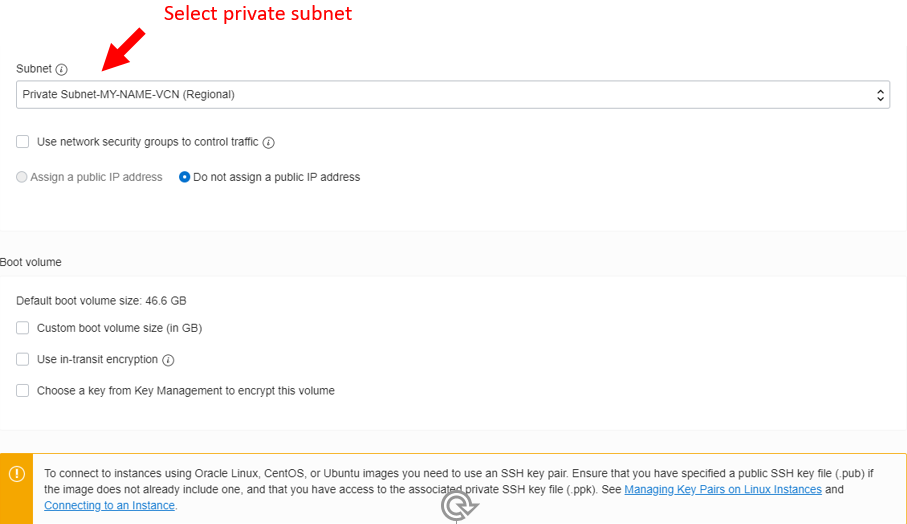 Select private subnet
Subnet
Private Subnet-MY-NAME-VCN (Regional)
Use network security groups to control traffic
Assign a public IP address Do not assign a public IP address
Boot volume
Default boot volume size: 46.6 GB
Custom boot volume size (in GB)
Use in-transit encryption
Choose a key from Key Management to encrypt this volume
To connect to instances using Oracle Linux, CentOS, or Ubuntu images you need to use an SSH key pair. Ensure that you have specified a public SSH key file (.pub) if
the image does not already include one, and that you have access to the associated private SSH key file (.ppk). See Managing Key Pairs on Linux Instances and
Connecting to an Instance.